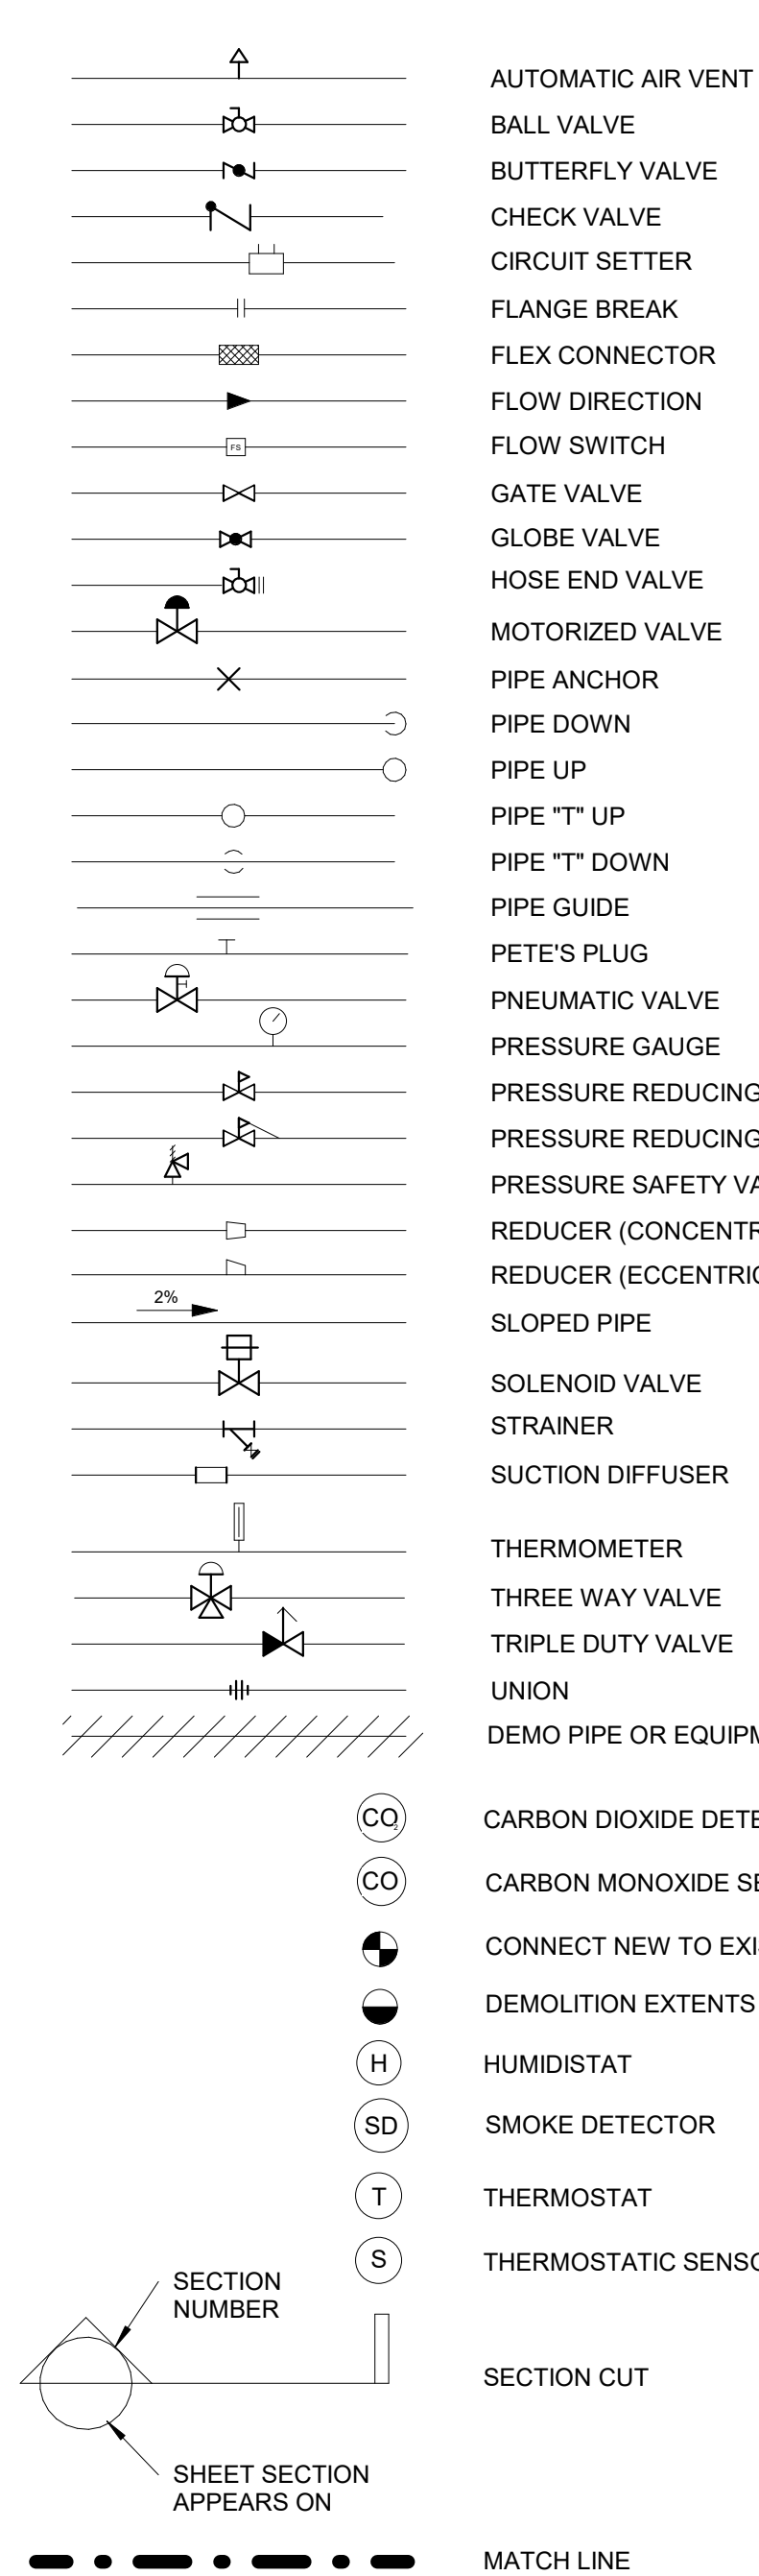 AUTOMATIC AIR VENT
BALL VALVE
BUTTERFLY VALVE
CHECK VALVE
CIRCUIT SETTER
FLANGE BREAK
FLEX CONNECTOR
FLOW DIRECTION
FS FLOW SWITCH
GATE VALVE
GLOBE VALVE
HOSE END VALVE
MOTORIZED VALVE
PIPE ANCHOR
PIPE DOWN
PIPE UP
PIPE "T" UP
PIPE "T" DOWN
PIPE GUIDE
PETE'S PLUG
PNEUMATIC VALVE
PRESSURE GAUGE
PRESSURE REDUCING
PRESSURE REDUCING
PRESSURE SAFETY VA
REDUCER (CONCENTR
REDUCER (ECCENTRIC
2%
SLOPED PIPE
SOLENOID VALVE
STRAINER
SUCTION DIFFUSER
THERMOMETER
THREE WAY VALVE
TRIPLE DUTY VALVE
UNION
DEMO PIPE OR EQUIPM
CO2 CARBON DIOXIDE DETE
CO CARBON MONOXIDE SE
CONNECT NEW TO EXIS
DEMOLITION EXTENTS
H HUMIDISTAT
SD SMOKE DETECTOR
T THERMOSTAT
S THERMOSTATIC SENSO
SECTION
NUMBER
SECTION CUT
SHEET SECTION
APPEARS ON
MATCH LINE